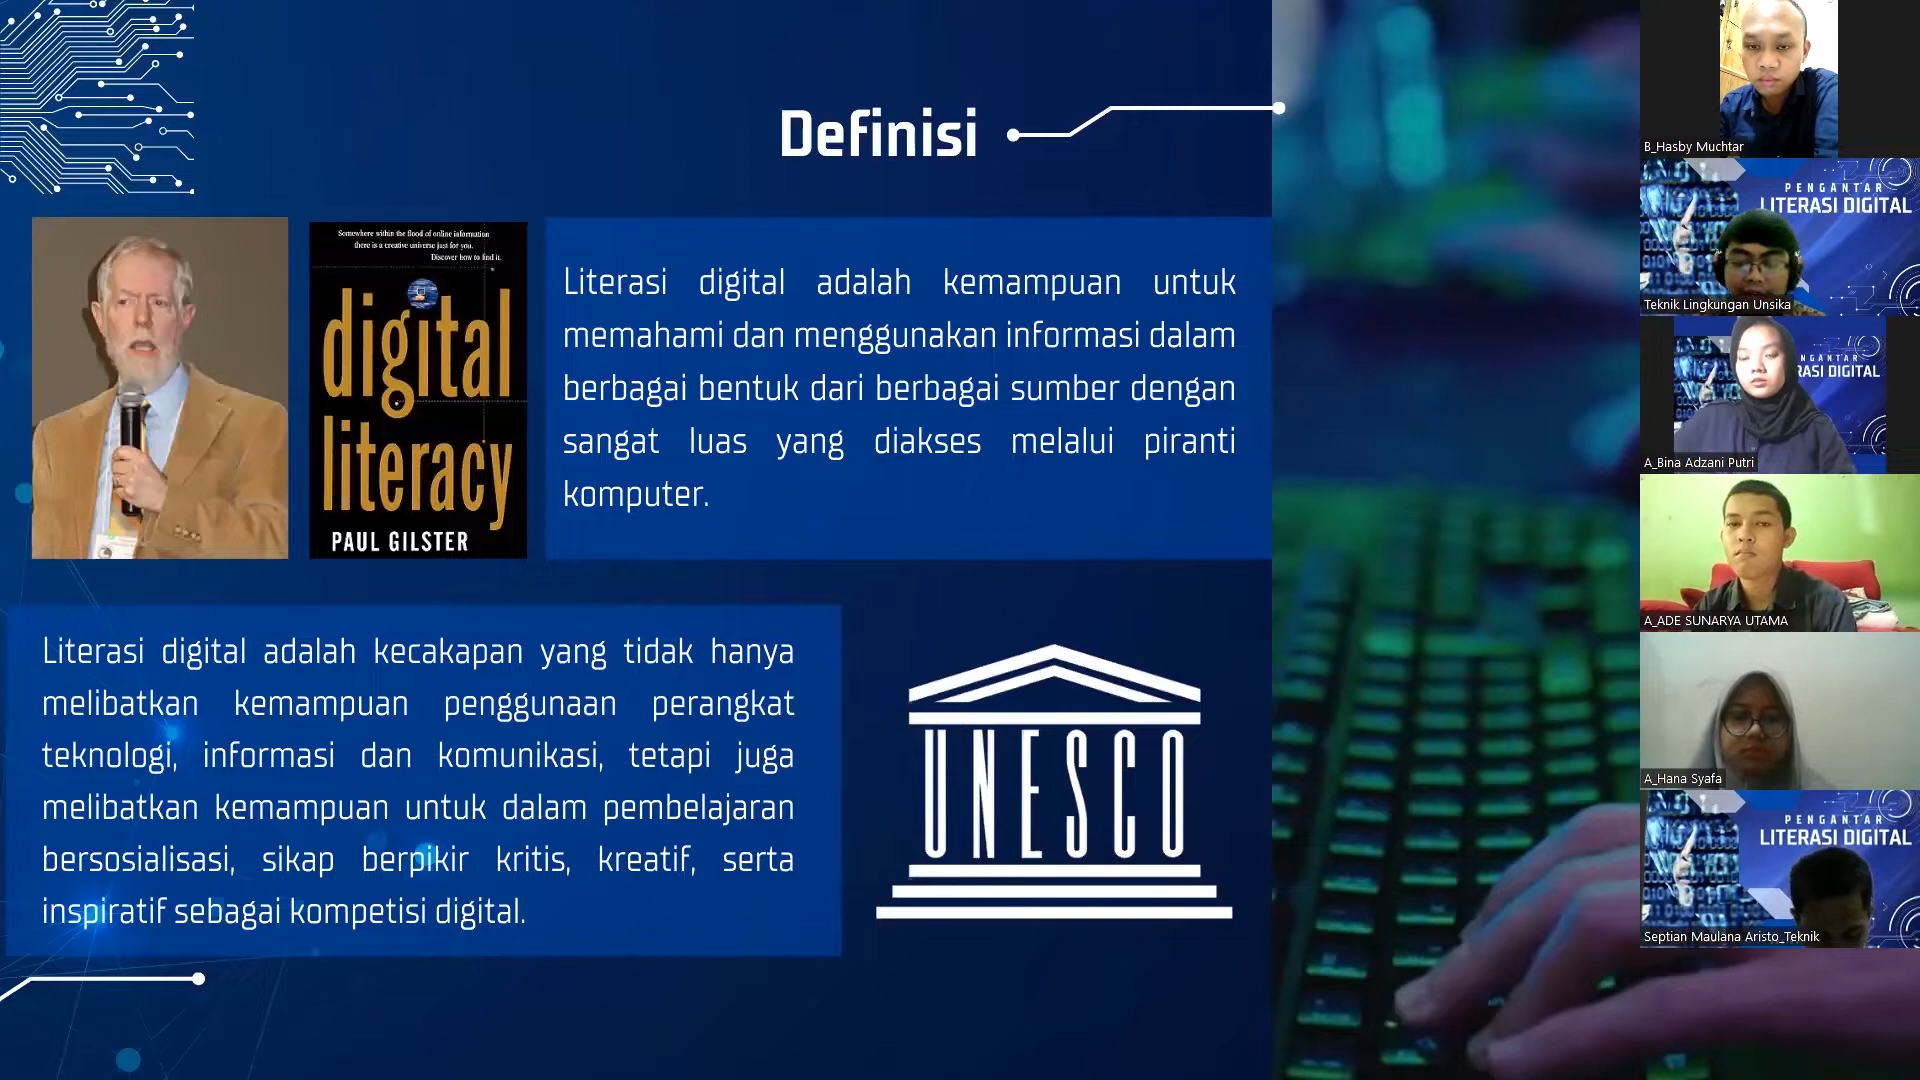 Definisi
Somewhere within the flood of online information
there is a creative universe just for you.
Discover how to find it.
digital
literacy
PAUL GILSTER
Literasi digital adalah kemampuan untuk
memahami dan menggunakan informasi dalam
berbagai bentuk dari berbagai sumber dengan
sangat luas yang diakses melalui piranti
komputer.
Literasi digital adalah kecakapan yang tidak hanya
melibatkan kemampuan penggunaan perangkat
teknologi, informasi dan komunikasi, tetapi juga
melibatkan kemampuan untuk dalam pembelajaran
bersosialisasi, sikap berpikir kritis, kreatif, serta
inspiratif sebagai kompetisi digital.
UNESCO
B_Hasby Muchtar
PENGANTAR
LITERASI DIGITAL
Teknik Lingkungan Unsika
NGANTAR
RASI DIGITAL
A_Bina Adzani Putri
A_ADE SUNARYA UTAMA
A_Hana Syafa
PENGANTAR
LITERASI DIGITAL
Septian Maulana Aristo_Teknik